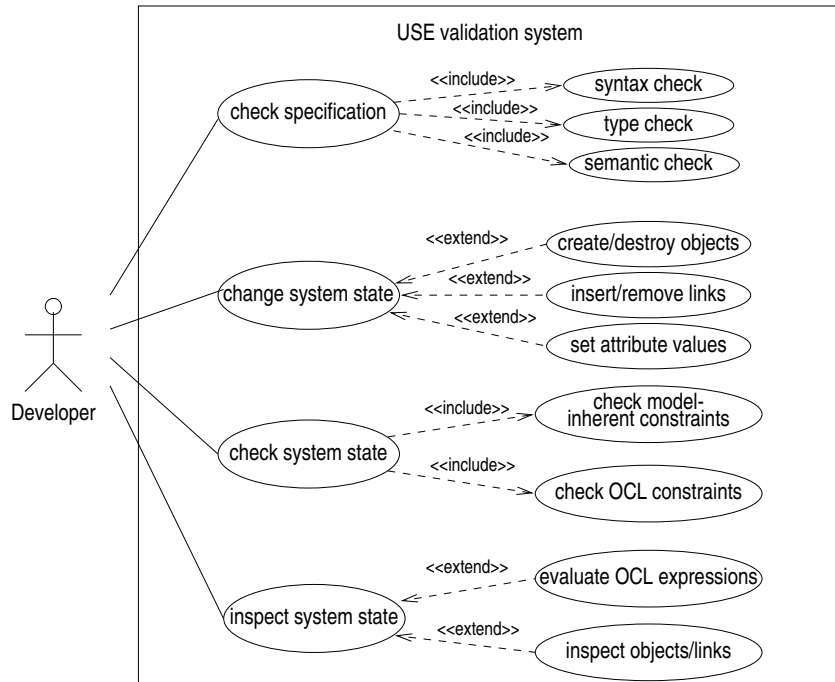 USE validation system
<<include>>
syntax check
check specification
<<include>>
type check
<<include>>
semantic check
<<extend>>
create/destroy objects
change system state
<<extend>>
insert/remove links
<<extend>>
set attribute values
Developer
<<include>>
check model-
inherent constraints
check system state
<<include>>
check OCL constraints
<<extend>>
evaluate OCL expressions
inspect system state
<<extend>>
inspect objects/links